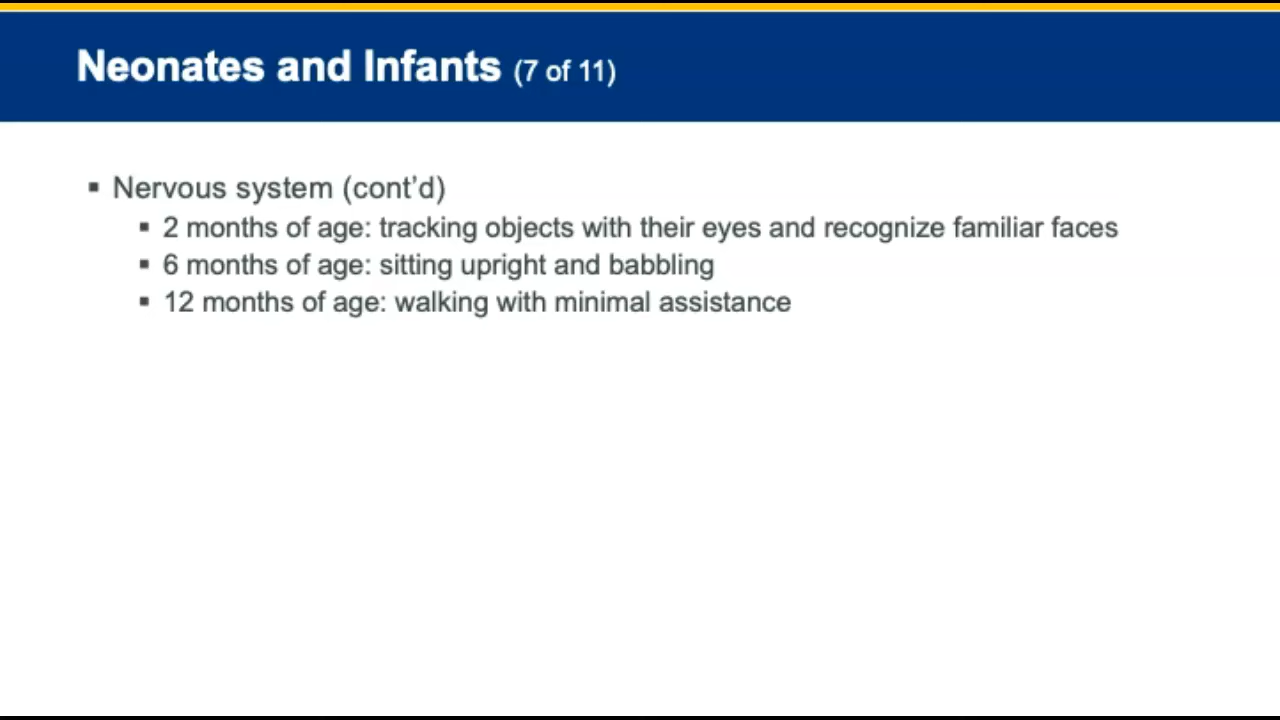 Neonates and Infants (7 of 11)
▪ Nervous system (cont’d)
▪ 2 months of age: tracking objects with their eyes and recognize familiar faces
▪ 6 months of age: sitting upright and babbling
▪ 12 months of age: walking with minimal assistance